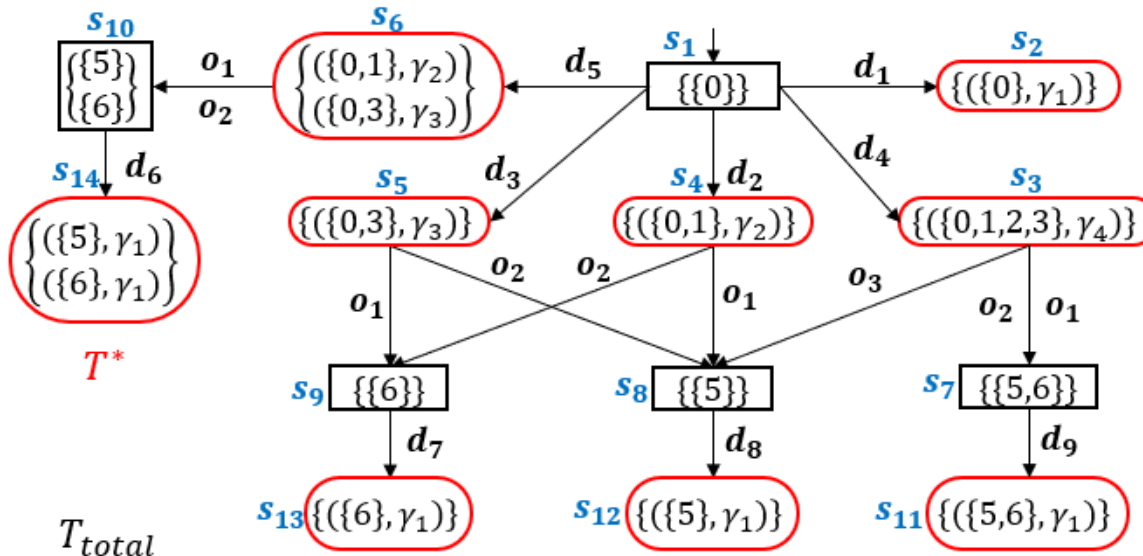 s₁₀
s₆
s₁
s₂
{{5} {6}}
o₁
o₂
{({0,1}, γ₂)
({0,3}, γ₃)}
d₅
{{0}}
d₁
{({0}, γ₁)}
d₆
s₁₄
d₃
d₂
d₄
s₅
s₄
s₃
{({5}, γ₁)
({6}, γ₁)}
{({0,3}, γ₃)}
{({0,1}, γ₂)}
{({0,1,2,3}, γ₄)}
o₂
o₂
o₃
o₁
o₁
o₂
o₁
T*
s₉
{{6}}
s₈
{{5}}
s₇
{{5,6}}
d₇
d₈
d₉
s₁₃
{({6}, γ₁)}
s₁₂
{({5}, γ₁)}
s₁₁
{({5,6}, γ₁)}
T_total